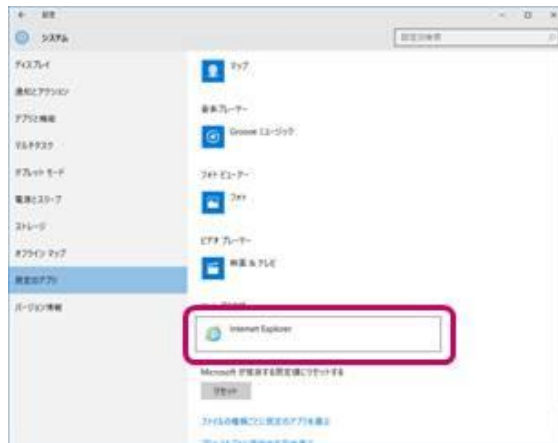 設定
システム
設定の検索
ディスプレイ
通知とアクション
アプリと機能
マルチタスク
タブレット モード
電源とスリープ
ストレージ
オフライン マップ
既定のアプリ
バージョン情報
マップ
音楽プレーヤー
Groove ミュージック
フォト ビューアー
フォト
ビデオ プレーヤー
映画 & テレビ
Internet Explorer
Microsoft が推奨する既定値にリセットする
リセット
ファイルの種類ごとに既定のアプリを選ぶ